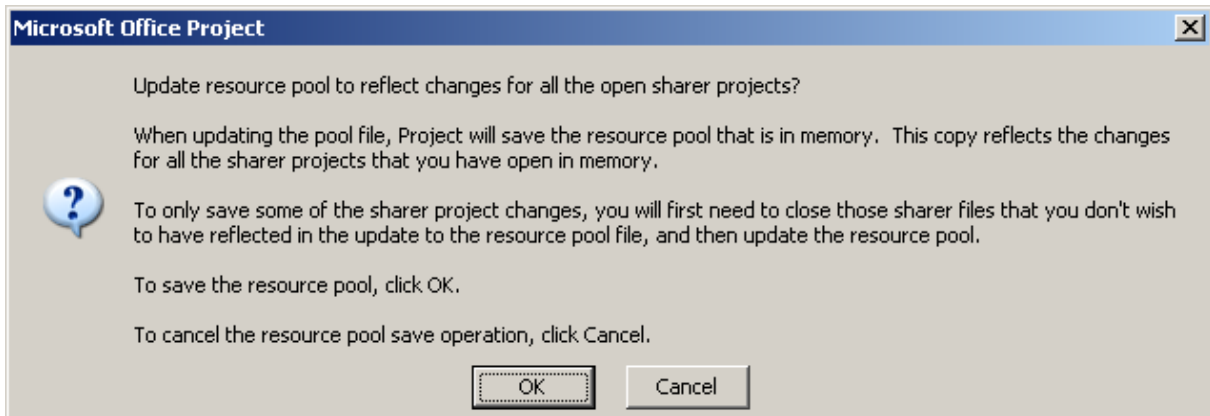 Microsoft Office Project
Update resource pool to reflect changes for all the open sharer projects?
When updating the pool file, Project will save the resource pool that is in memory.  This copy reflects the changes
for all the sharer projects that you have open in memory.
To only save some of the sharer project changes, you will first need to close those sharer files that you don't wish
to have reflected in the update to the resource pool file, and then update the resource pool.
To save the resource pool, click OK.
To cancel the resource pool save operation, click Cancel.
OK
Cancel